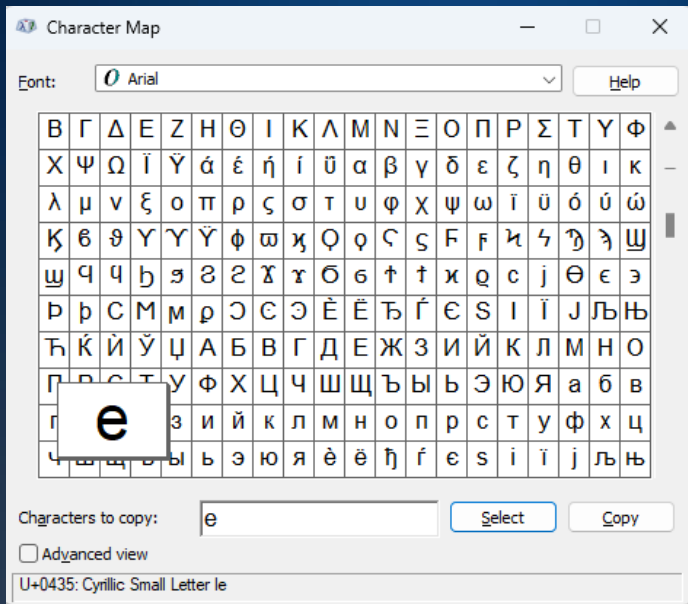 Character Map
Font: Arial Help
Β Γ Δ Ε Ζ Η Θ Ι Κ Λ Μ Ν Ξ Ο Π Ρ Σ Τ Υ Φ
Χ Ψ Ω Ϊ Ϋ ά έ ή ί ΰ α β γ δ ε ζ η θ ι κ
λ μ ν ξ ο π ρ ς σ τ υ φ χ ψ ω ϊ ϋ ό ύ ώ
Ϗ ϐ ϑ ϒ ϓ ϔ ϕ ϖ ϗ Ϙ ϙ Ϛ ϛ Ϝ ϝ Ϟ ϟ Ϡ ϡ Ϣ
ϣ Ϥ ϥ Ϧ ϧ Ϩ ϩ Ϫ ϫ Ϭ ϭ Ϯ ϯ ϰ ϱ ϲ ϳ ϴ ϵ ϶
Ϸ ϸ Ϲ Ϻ ϻ ϼ Ͻ Ͼ Ͽ Ѐ Ё Ђ Ѓ Є Ѕ І Ї Ј Љ Њ
Ћ Ќ Ѝ Ў Џ А Б В Г Д Е Ж З И Й К Л М Н О
У Ф Х Ц Ч Ш Щ Ъ Ы Ь Э Ю Я а б в
е з и й к л м н о п р с т у ф х ц
ы ь э ю я ѐ ё ђ ѓ є ѕ і ї ј љ њ
Characters to copy: е Select Copy
Advanced view
U+0435: Cyrillic Small Letter Ie